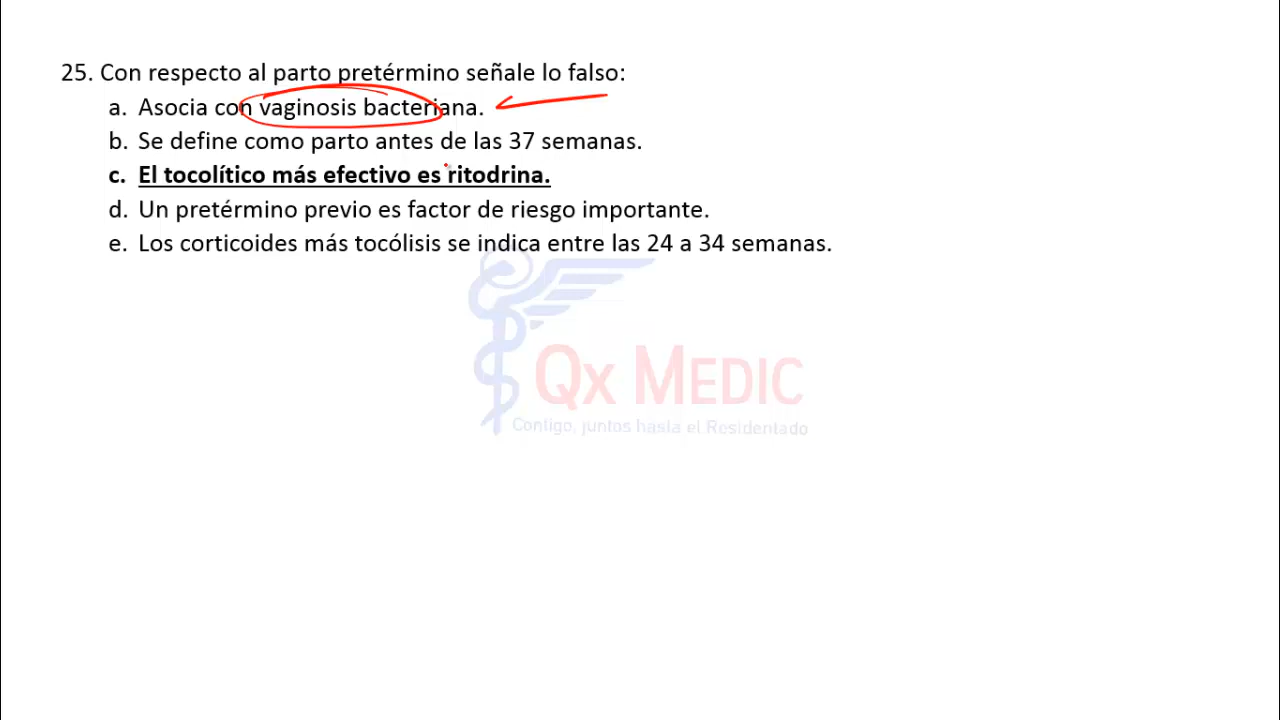 25. Con respecto al parto pretérmino señale lo falso:
a. Asocia con vaginosis bacteriana.
b. Se define como parto antes de las 37 semanas.
c. El tocolítico más efectivo es ritodrina.
d. Un pretérmino previo es factor de riesgo importante.
e. Los corticoides más tocólisis se indica entre las 24 a 34 semanas.
Qx MEDIC
Contigo, juntos hasta el Residentado